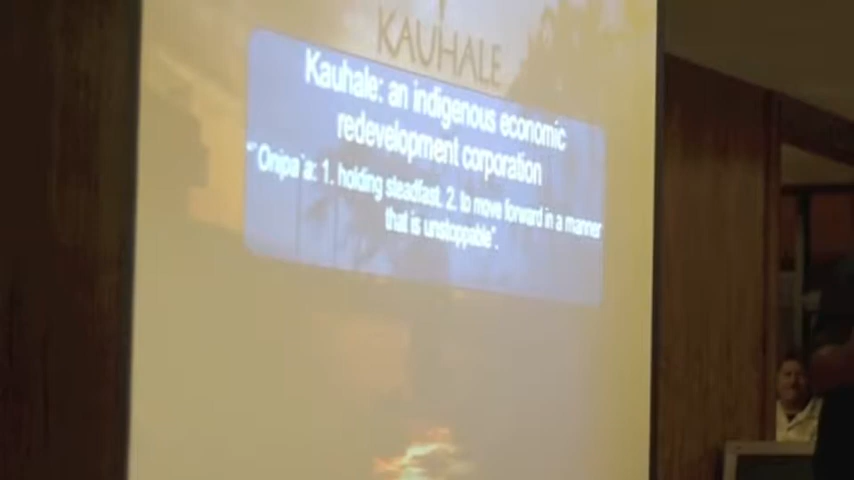 KAUHALE
Kauhale: an indigenous economic
redevelopment corporation
"`Onipa`a: 1. holding steadfast. 2. to move forward in a manner
that is unstoppable".